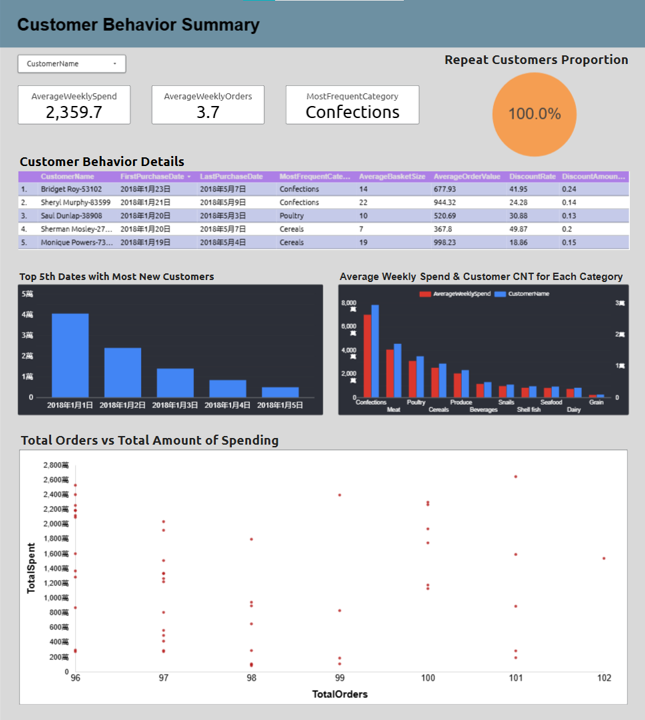 Customer Behavior Summary
CustomerName
Repeat Customers Proportion
AverageWeeklySpend
2,359.7
AverageWeeklyOrders
3.7
MostFrequentCategory
Confections
100.0%
Customer Behavior Details
CustomerName FirstPurchaseDate LastPurchaseDate MostFrequentCate... AverageBasketSize AverageOrderValue DiscountRate DiscountAmoun...
1. Bridget Roy-53102 2018年1月23日 2018年5月7日 Confections 14 677.93 41.95 0.24
2. Sheryl Murphy-83599 2018年1月21日 2018年5月7日 Confections 22 944.32 24.28 0.14
3. Saul Dunlap-38908 2018年1月20日 2018年5月3日 Poultry 10 520.69 30.88 0.13
4. Sherman Mosley-27... 2018年1月20日 2018年5月7日 Cereals 7 367.8 49.87 0.2
5. Monique Powers-73... 2018年1月19日 2018年5月4日 Cereals 19 998.23 18.86 0.15
Top 5th Dates with Most New Customers
5萬
4萬
3萬
2萬
1萬
0
2018年1月1日 2018年1月2日 2018年1月3日 2018年1月4日 2018年1月5日
Average Weekly Spend & Customer CNT for Each Category
AverageWeeklySpend CustomerName
8,000萬
6,000萬
4,000萬
2,000萬
0
3萬
2萬
1萬
0
Confections Meat Poultry Cereals Produce Beverages Snails Shell fish Seafood Dairy Grain
Total Orders vs Total Amount of Spending
TotalSpent
2,800萬
2,600萬
2,400萬
2,200萬
2,000萬
1,800萬
1,600萬
1,400萬
1,200萬
1,000萬
800萬
600萬
400萬
200萬
0
96 97 98 99 100 101 102
TotalOrders